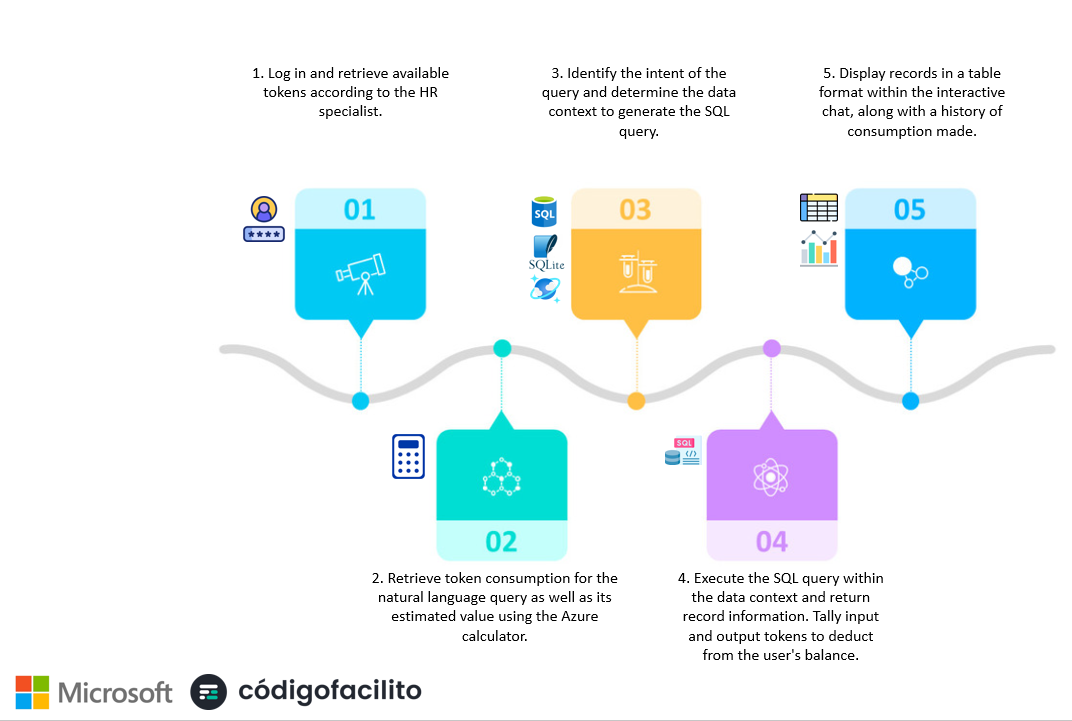 1. Log in and retrieve available
tokens according to the HR
specialist.
3. Identify the intent of the
query and determine the data
context to generate the SQL
query.
5. Display records in a table
format within the interactive
chat, along with a history of
consumption made.
01
****
SQL
SQLite
03
05
SQL
</>
02
04
2. Retrieve token consumption for the
natural language query as well as its
estimated value using the Azure
calculator.
4. Execute the SQL query within
the data context and return
record information. Tally input
and output tokens to deduct
from the user's balance.
Microsoft
códigofacilito